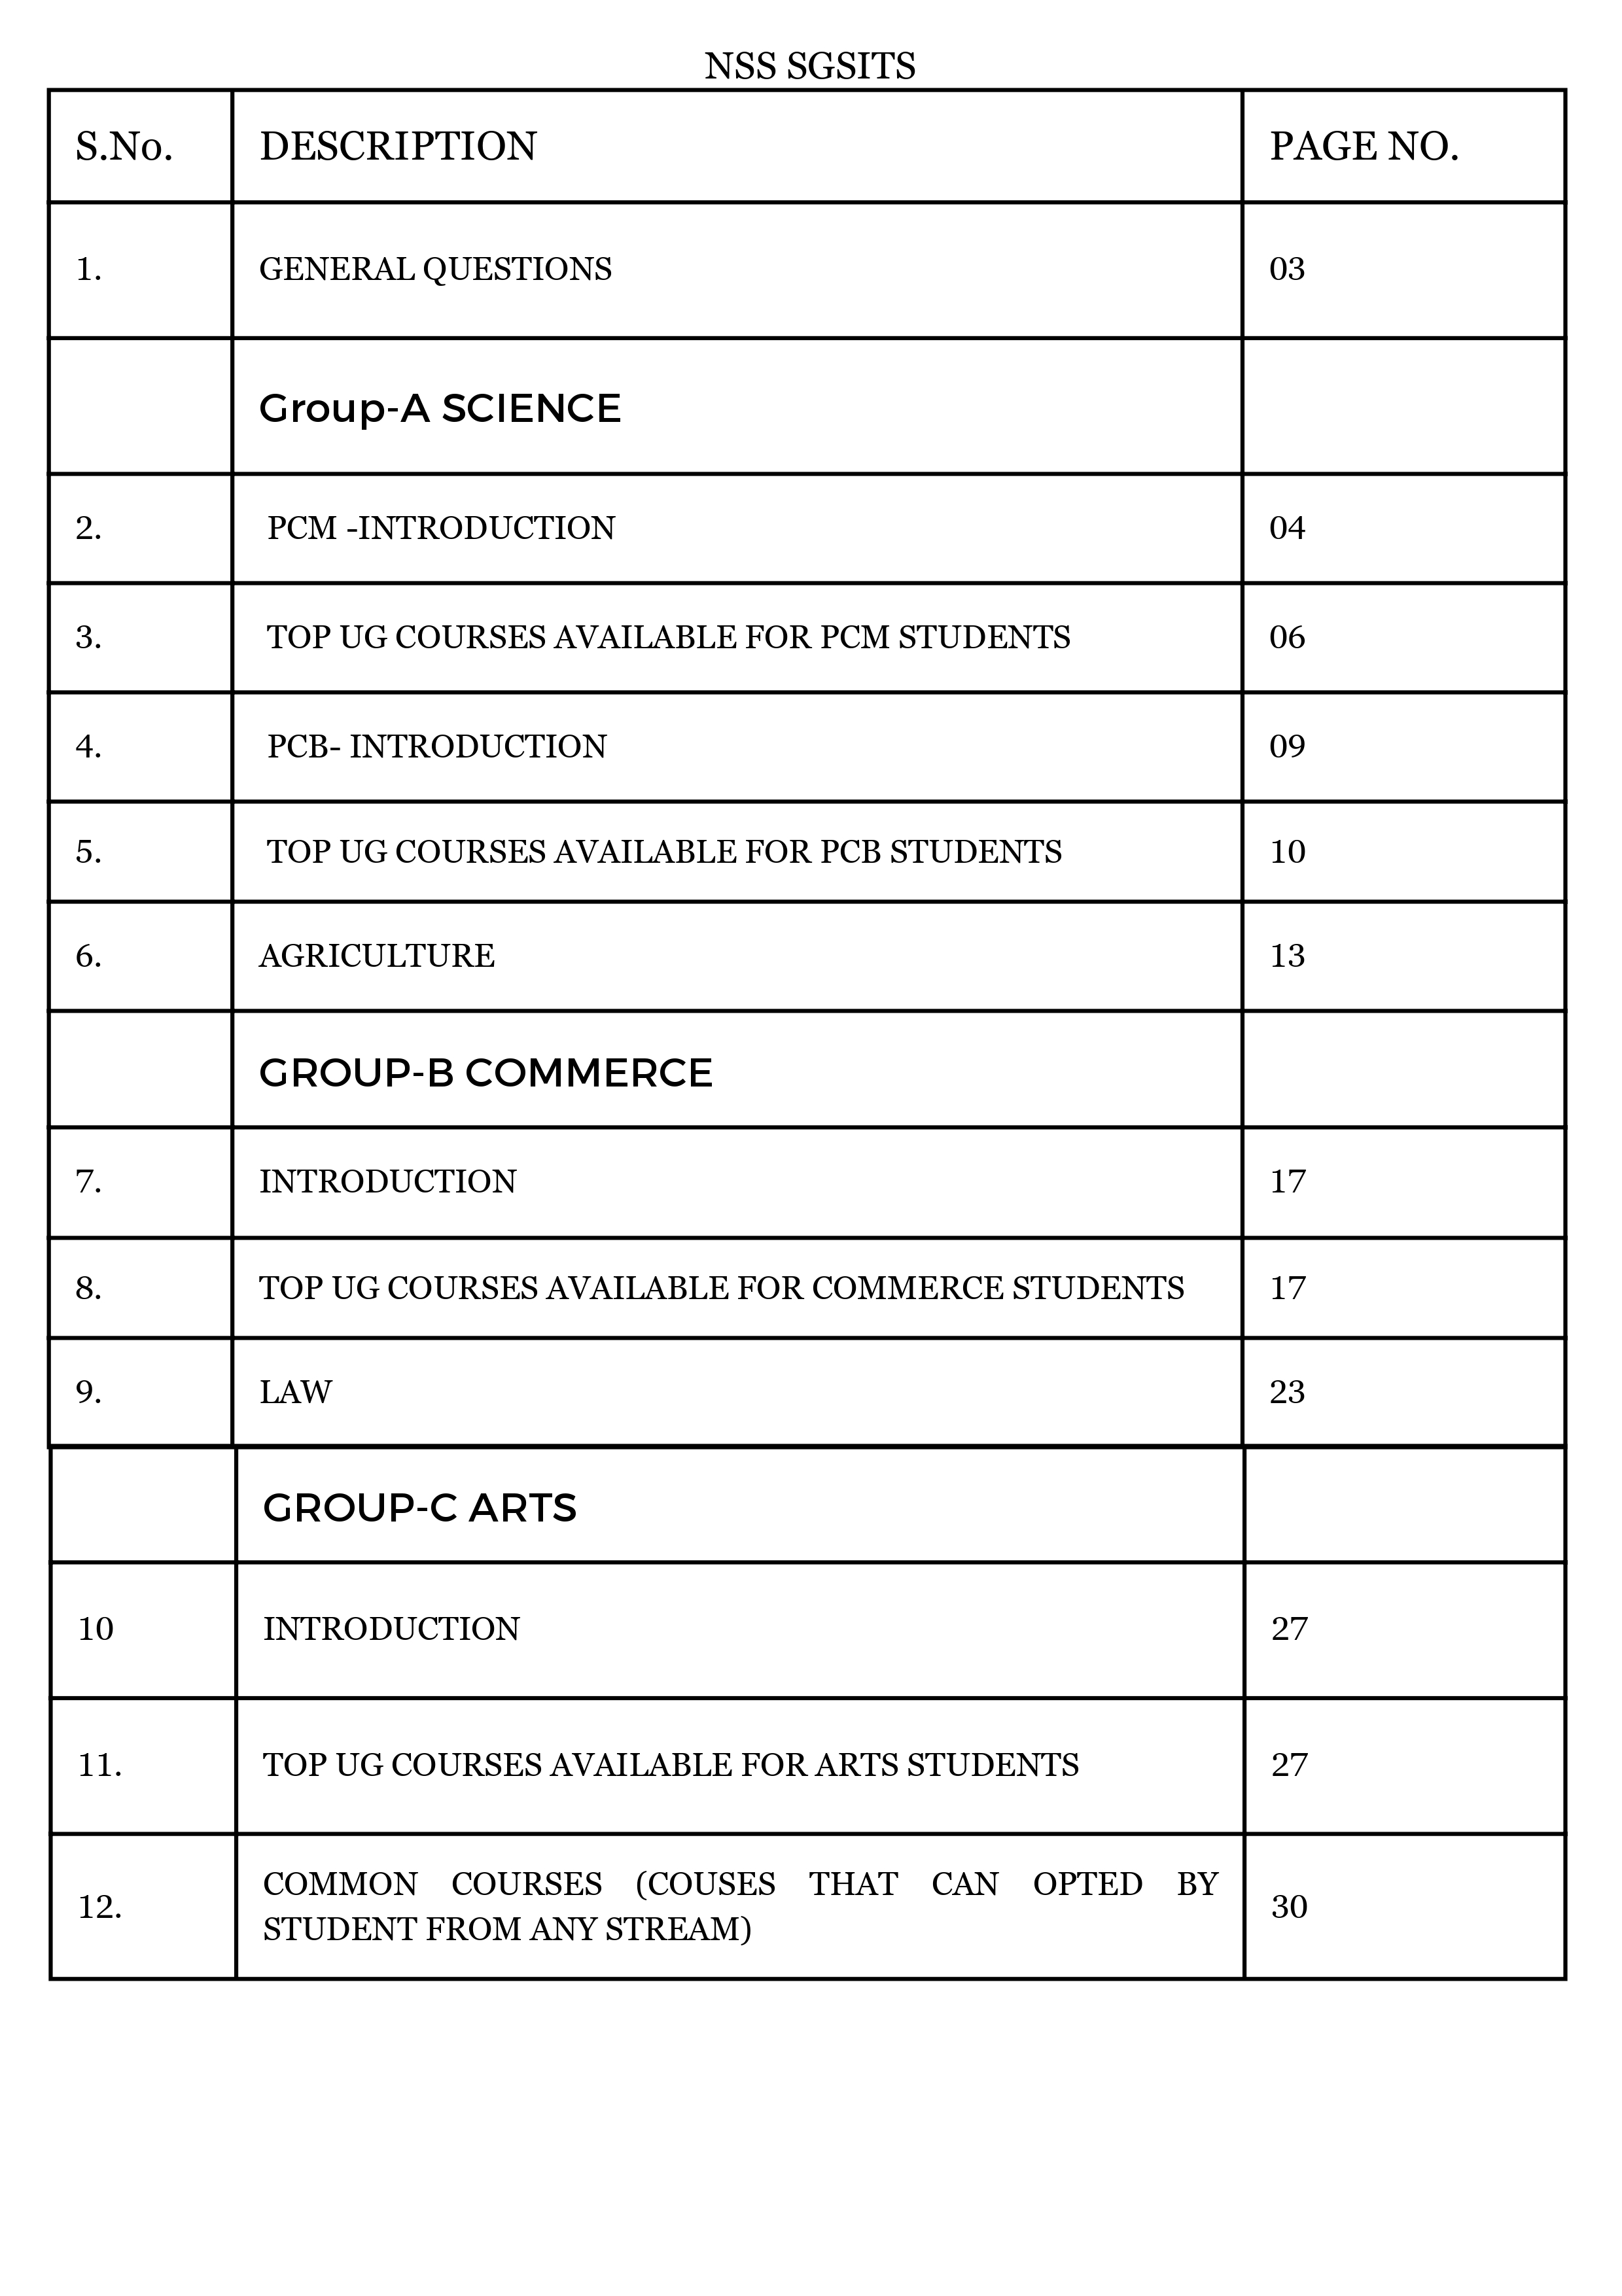 NSS SGSITS
S.No. DESCRIPTION PAGE NO.
1. GENERAL QUESTIONS 03
Group-A SCIENCE
2. PCM -INTRODUCTION 04
3. TOP UG COURSES AVAILABLE FOR PCM STUDENTS 06
4. PCB- INTRODUCTION 09
5. TOP UG COURSES AVAILABLE FOR PCB STUDENTS 10
6. AGRICULTURE 13
GROUP-B COMMERCE
7. INTRODUCTION 17
8. TOP UG COURSES AVAILABLE FOR COMMERCE STUDENTS 17
9. LAW 23
GROUP-C ARTS
10 INTRODUCTION 27
11. TOP UG COURSES AVAILABLE FOR ARTS STUDENTS 27
12. COMMON COURSES (COUSES THAT CAN OPTED BY
STUDENT FROM ANY STREAM) 30